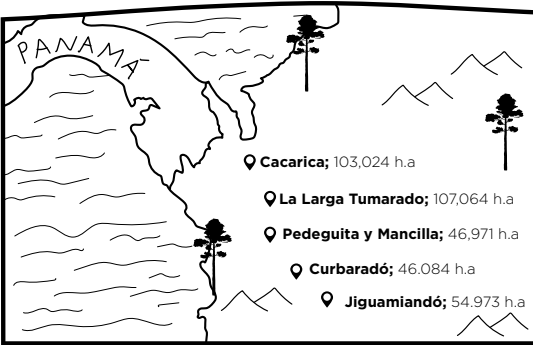 PANAMÁ
Cacarica; 103,024 h.a
La Larga Tumarado; 107,064 h.a
Pedeguita y Mancilla; 46,971 h.a
Curbaradó; 46.084 h.a
Jiguamiandó; 54.973 h.a